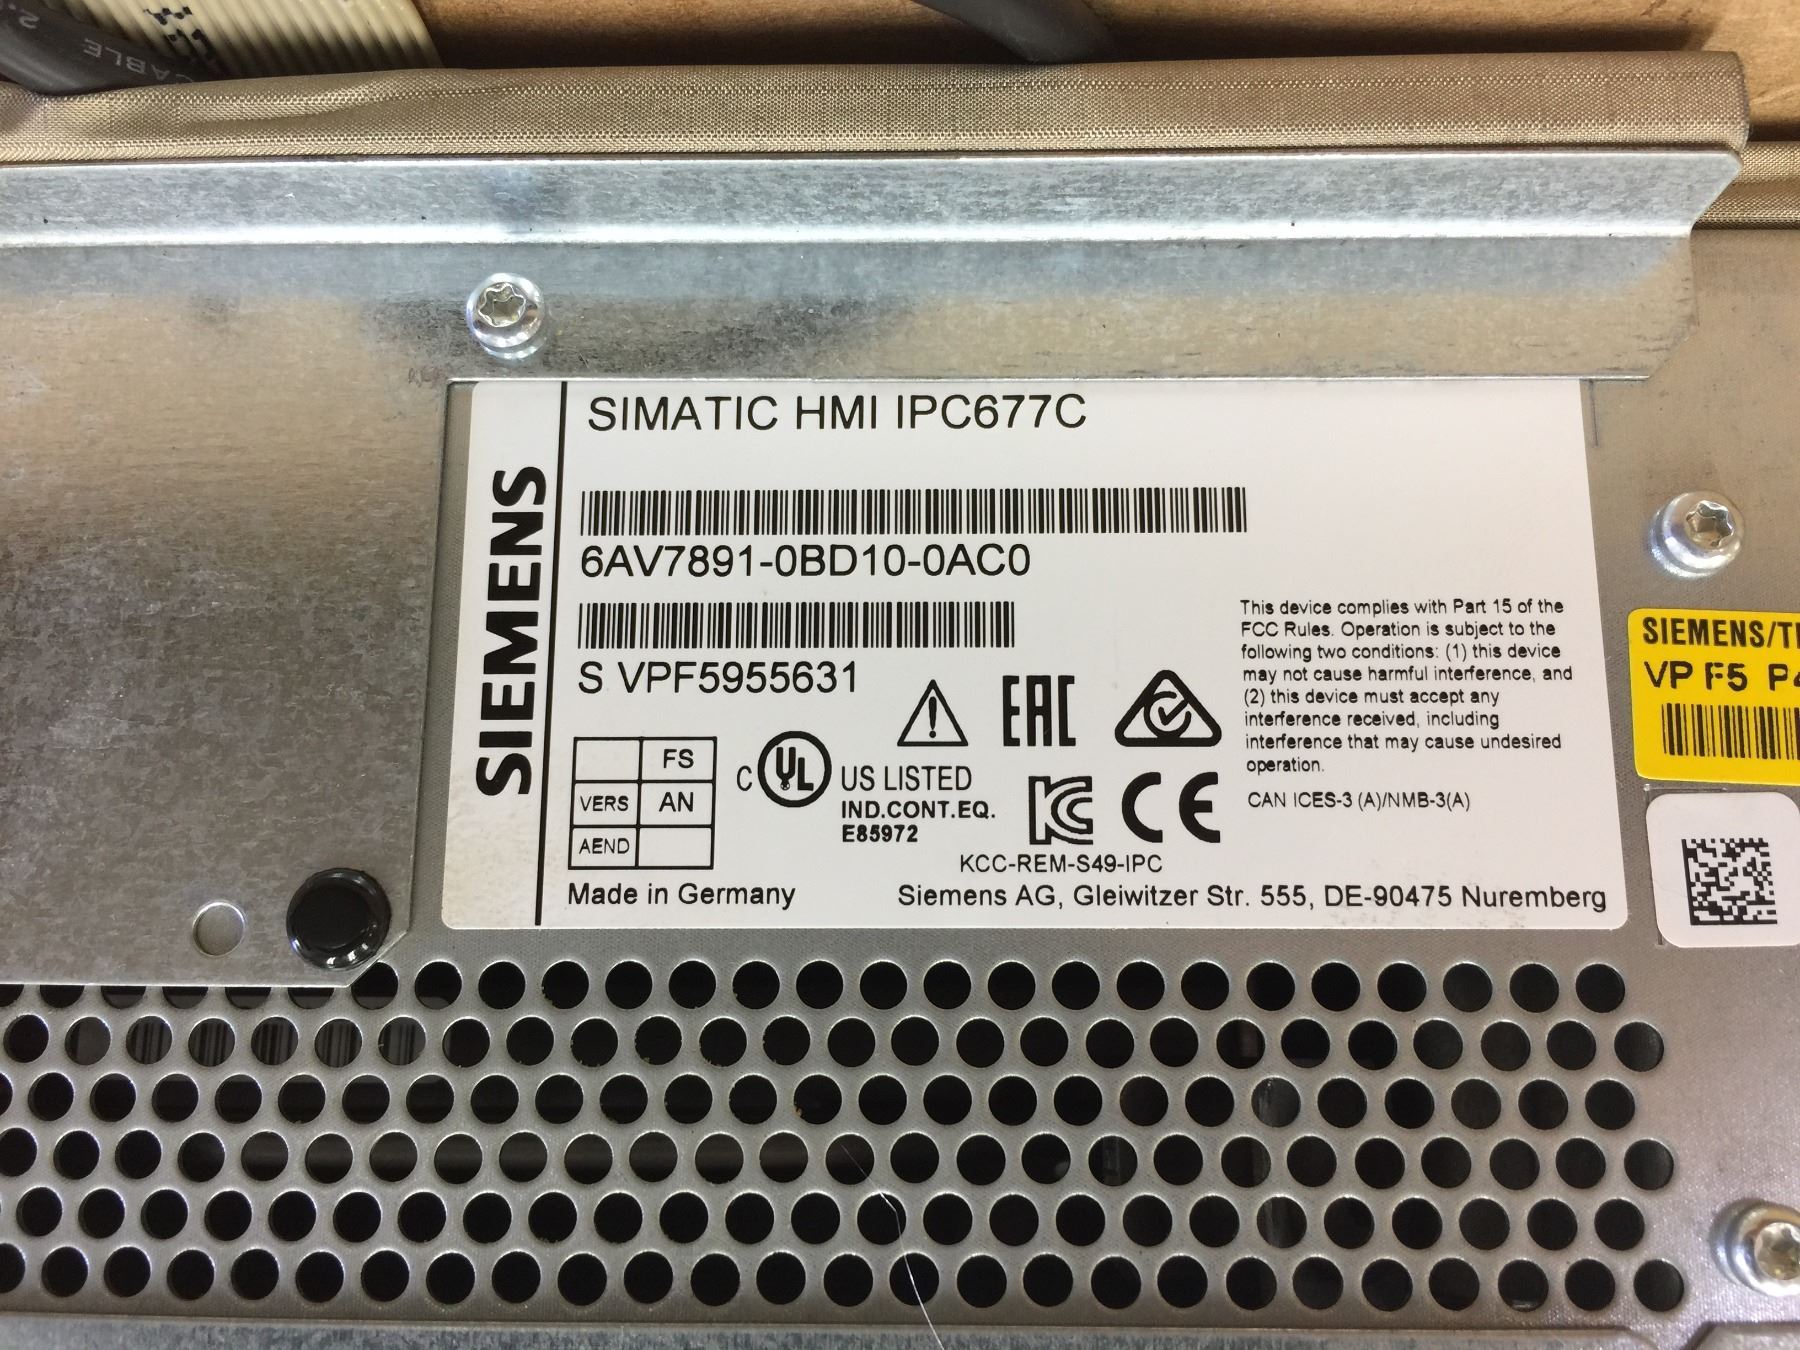 CABLE
SIEMENS
SIMATIC HMI IPC677C
6AV7891-0BD10-0AC0
S VPF5955631
FS
VERS AN
AEND
C UL US LISTED
IND.CONT.EQ.
E85972
EAC
KC
CE
KCC-REM-S49-IPC
This device complies with Part 15 of the
FCC Rules. Operation is subject to the
following two conditions: (1) this device
may not cause harmful interference, and
(2) this device must accept any
interference received, including
interference that may cause undesired
operation.
CAN ICES-3 (A)/NMB-3(A)
Made in Germany
Siemens AG, Gleiwitzer Str. 555, DE-90475 Nuremberg
SIEMENS/
VP F5